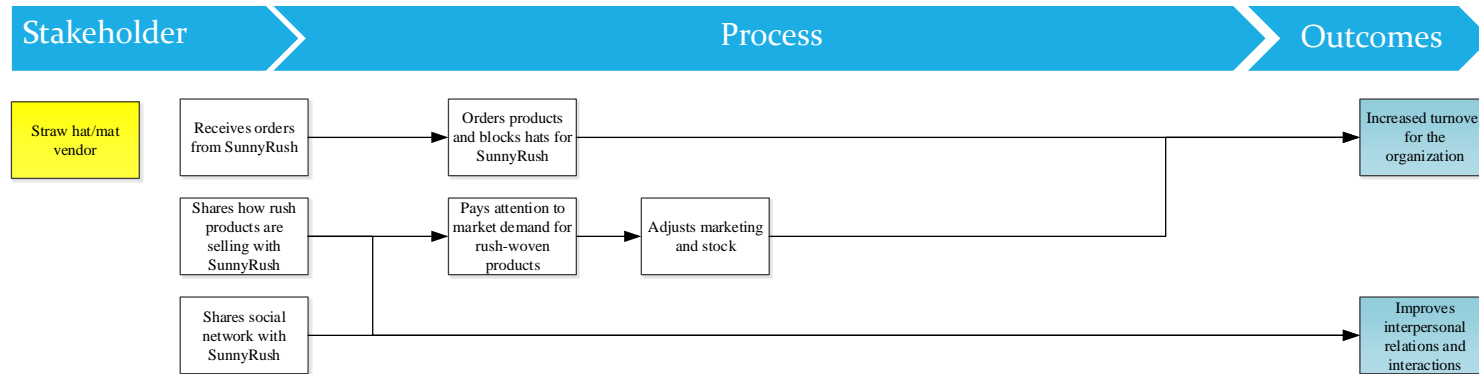 Stakeholder
Process
Outcomes
Straw hat/mat
vendor
Receives orders
from SunnyRush
Orders products
and blocks hats for
SunnyRush
Increased turnover
for the
organization
Shares how rush
products are
selling with
SunnyRush
Pays attention to
market demand for
rush-woven
products
Adjusts marketing
and stock
Shares social
network with
SunnyRush
Improves
interpersonal
relations and
interactions